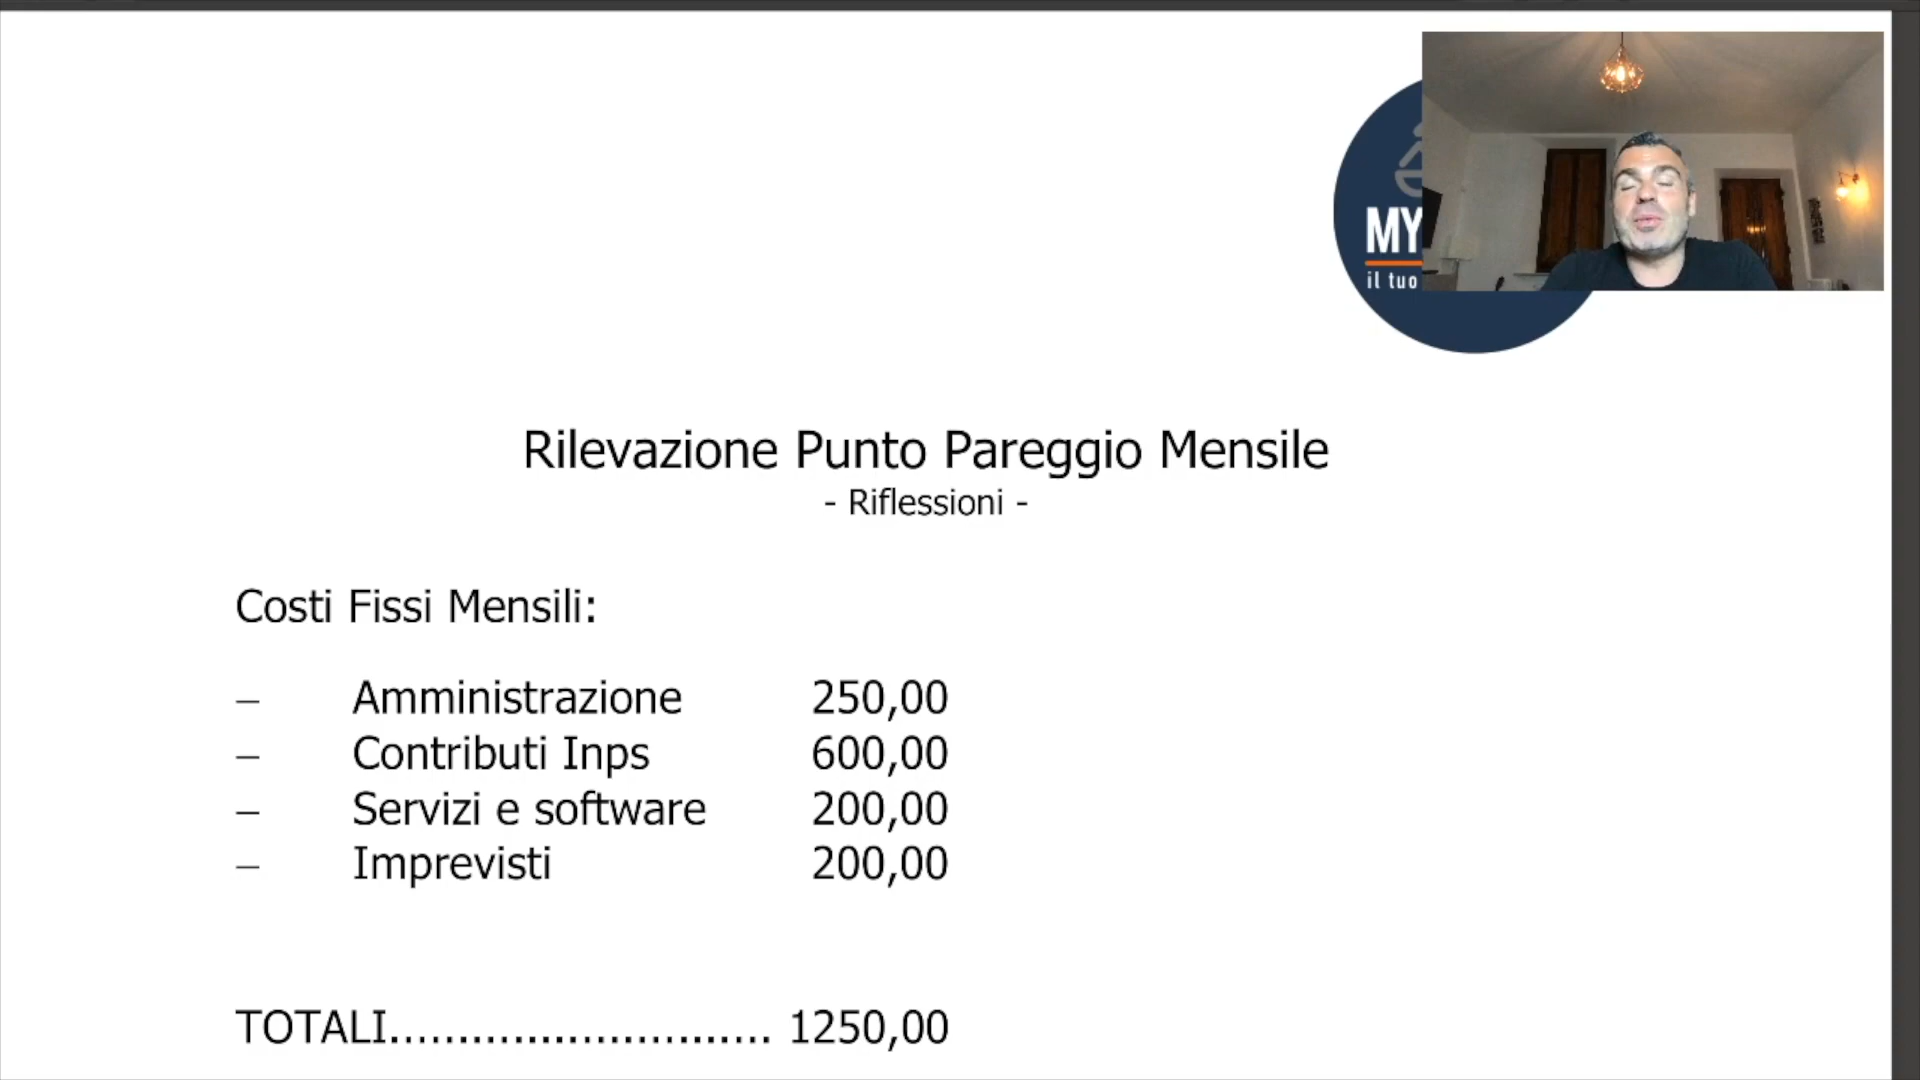 MY
il tuo
Rilevazione Punto Pareggio Mensile
- Riflessioni -
Costi Fissi Mensili:
– Amministrazione 250,00
– Contributi Inps 600,00
– Servizi e software 200,00
– Imprevisti 200,00
TOTALI............................ 1250,00